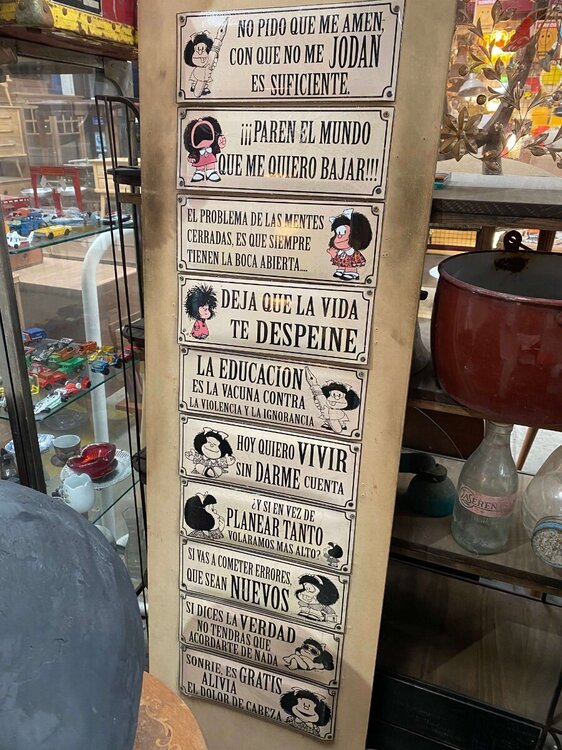 NO PIDO QUE ME AMEN,
CON QUE NO ME JODAN
ES SUFICIENTE.
¡¡¡PAREN EL MUNDO
QUE ME QUIERO BAJAR!!!
EL PROBLEMA DE LAS MENTES
CERRADAS, ES QUE SIEMPRE
TIENEN LA BOCA ABIERTA...
DEJA QUE LA VIDA
TE DESPEINE
LA EDUCACION
ES LA VACUNA CONTRA
LA VIOLENCIA Y LA IGNORANCIA
HOY QUIERO VIVIR
SIN DARME CUENTA
¿Y SI EN VEZ DE
PLANEAR TANTO
VOLARAMOS MAS ALTO?
SI VAS A COMETER ERRORES,
QUE SEAN NUEVOS
SI DICES LA VERDAD
NO TENDRAS QUE
ACORDARTE DE NADA
SONRIE, ES GRATIS
ALIVIA
EL DOLOR DE CABEZA